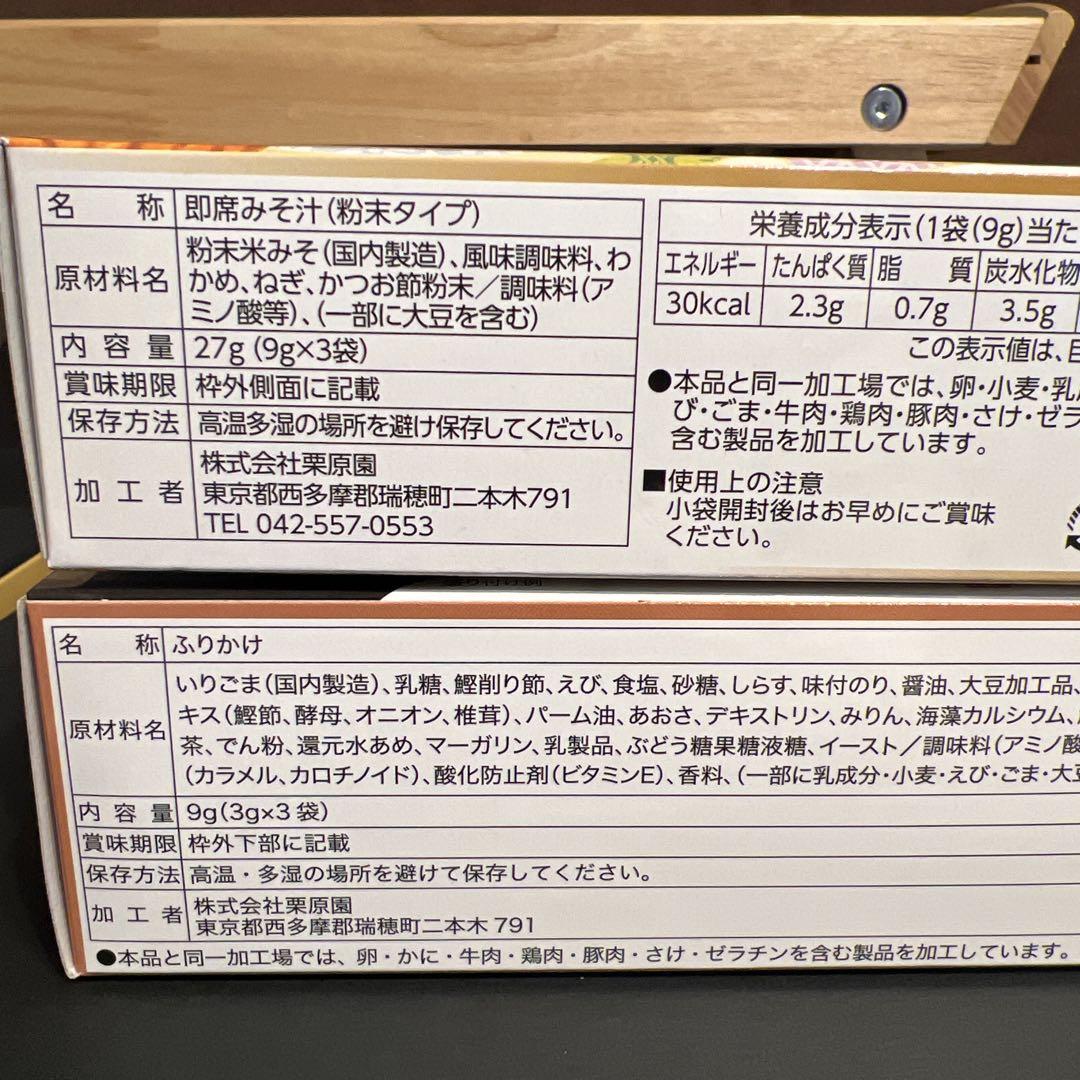 名称 即席みそ汁（粉末タイプ）
原材料名 粉末米みそ（国内製造）、風味調味料、わ
かめ、ねぎ、かつお節粉末／調味料（ア
ミノ酸等）、（一部に大豆を含む）
内容量 27g（9g×3袋）
賞味期限 枠外側面に記載
保存方法 高温多湿の場所を避け保存してください。
加工者 株式会社栗原園
東京都西多摩郡瑞穂町二本木791
TEL 042-557-0553
栄養成分表示（1袋（9g）当た
エネルギー たんぱく質 脂質 炭水化物
30kcal 2.3g 0.7g 3.5g
この表示値は、
●本品と同一加工場では、卵・小麦・乳
び・ごま・牛肉・鶏肉・豚肉・さけ・ゼラ
含む製品を加工しています。
■使用上の注意
小袋開封後はお早めにご賞味
ください。
名称 ふりかけ
原材料名 いりごま（国内製造）、乳糖、鰹削り節、えび、食塩、砂糖、しらす、味付のり、醤油、大豆加工品、
キス（鰹節、酵母、オニオン、椎茸）、パーム油、あおさ、デキストリン、みりん、海藻カルシウム、
茶、でん粉、還元水あめ、マーガリン、乳製品、ぶどう糖果糖液糖、イースト／調味料（アミノ酸
（カラメル、カロチノイド）、酸化防止剤（ビタミンE）、香料、（一部に乳成分・小麦・えび・ごま・大豆
内容量 9g（3g×3袋）
賞味期限 枠外下部に記載
保存方法 高温・多湿の場所を避けて保存してください。
加工者 株式会社栗原園
東京都西多摩郡瑞穂町二本木791
●本品と同一加工場では、卵・かに・牛肉・鶏肉・豚肉・さけ・ゼラチンを含む製品を加工しています。